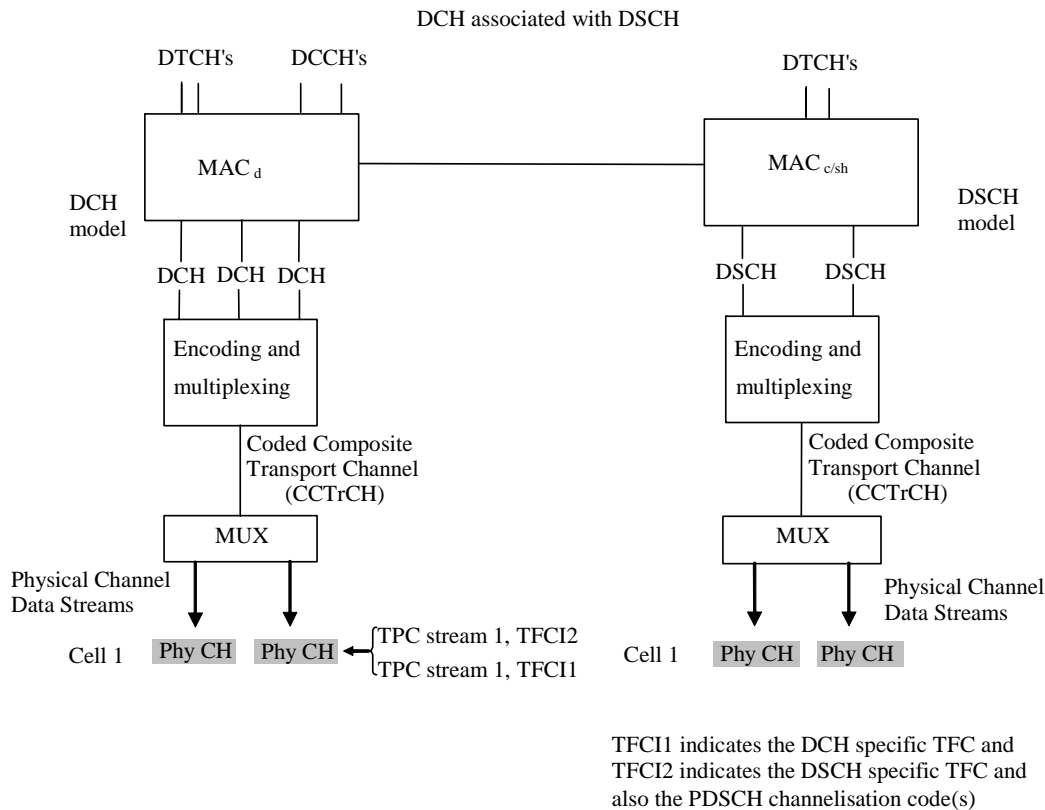 DCH associated with DSCH
DTCH's
DCCH's
DTCH's
MAC d
MAC c/sh
DCH
model
DSCH
model
DCH
DCH
DCH
DSCH
DSCH
Encoding and
multiplexing
Encoding and
multiplexing
Coded Composite
Transport Channel
(CCTrCH)
Coded Composite
Transport Channel
(CCTrCH)
MUX
MUX
Physical Channel
Data Streams
Physical Channel
Data Streams
Cell 1
Phy CH
Phy CH
TPC stream 1, TFCI2
TPC stream 1, TFCI1
Cell 1
Phy CH
Phy CH
TFCI1 indicates the DCH specific TFC and
TFCI2 indicates the DSCH specific TFC and
also the PDSCH channelisation code(s)